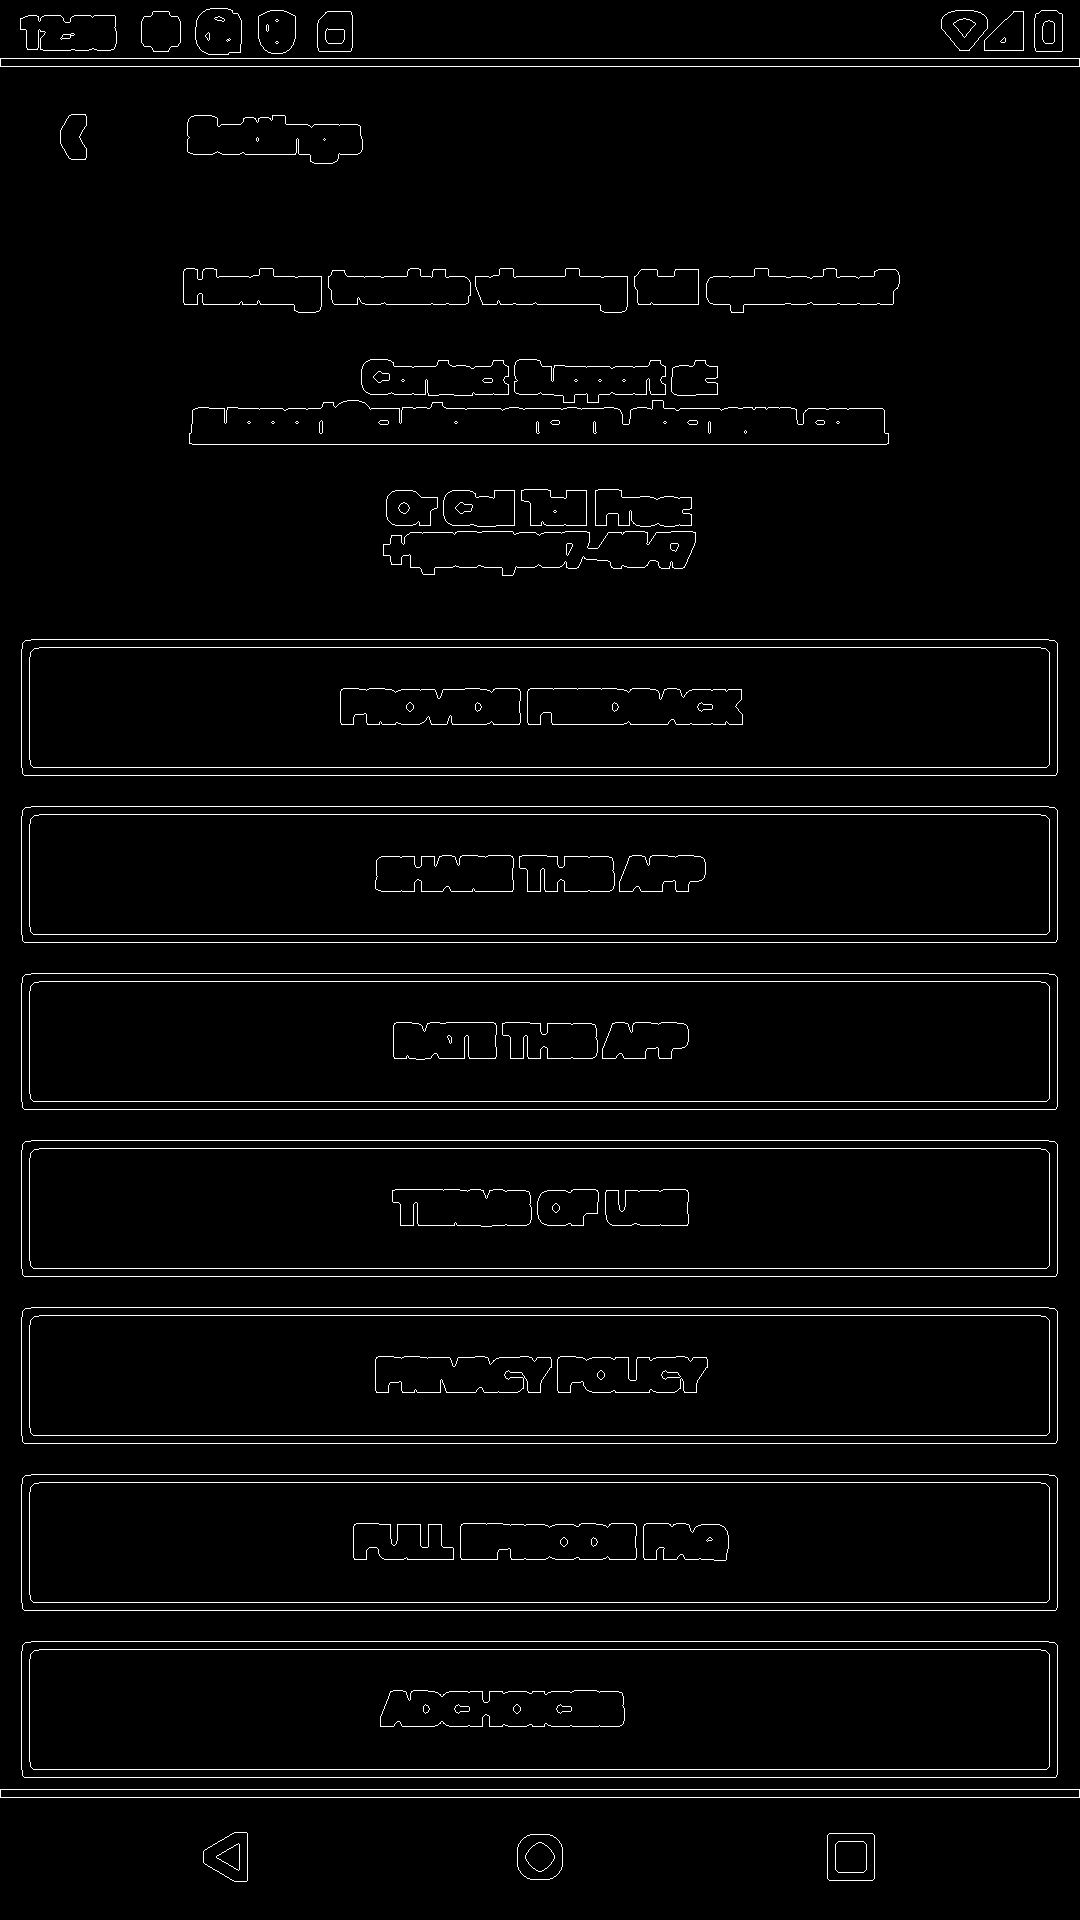 Settings
Having trouble viewing full episodes?
Contact Support at:
Or Call Toll Free:
PROVIDE FEEDBACK
SHARE THIS APP
RATE THIS APP
TERMS OF USE
PRIVACY POLICY
FULL EPISODE FAQ
ADCHOICES